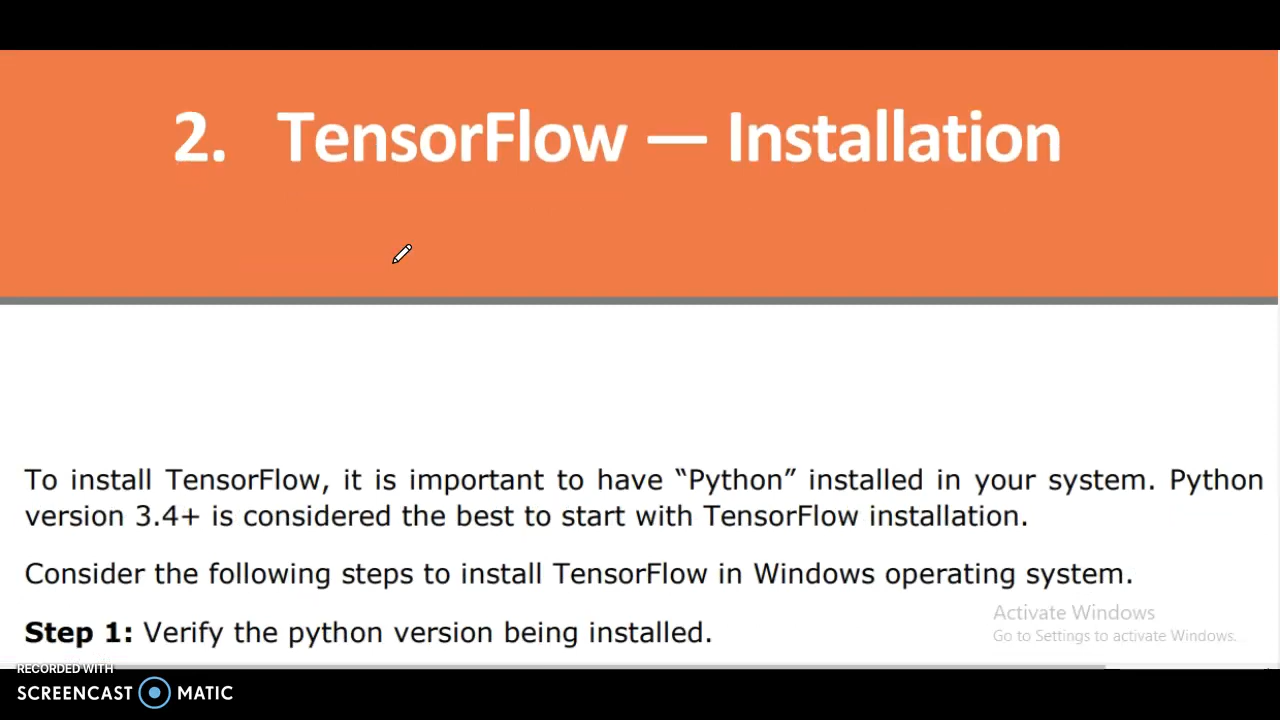 2. TensorFlow — Installation
To install TensorFlow, it is important to have “Python” installed in your system. Python
version 3.4+ is considered the best to start with TensorFlow installation.
Consider the following steps to install TensorFlow in Windows operating system.
Step 1: Verify the python version being installed.
Activate Windows
Go to Settings to activate Windows.
RECORDED WITH
SCREENCAST MATIC